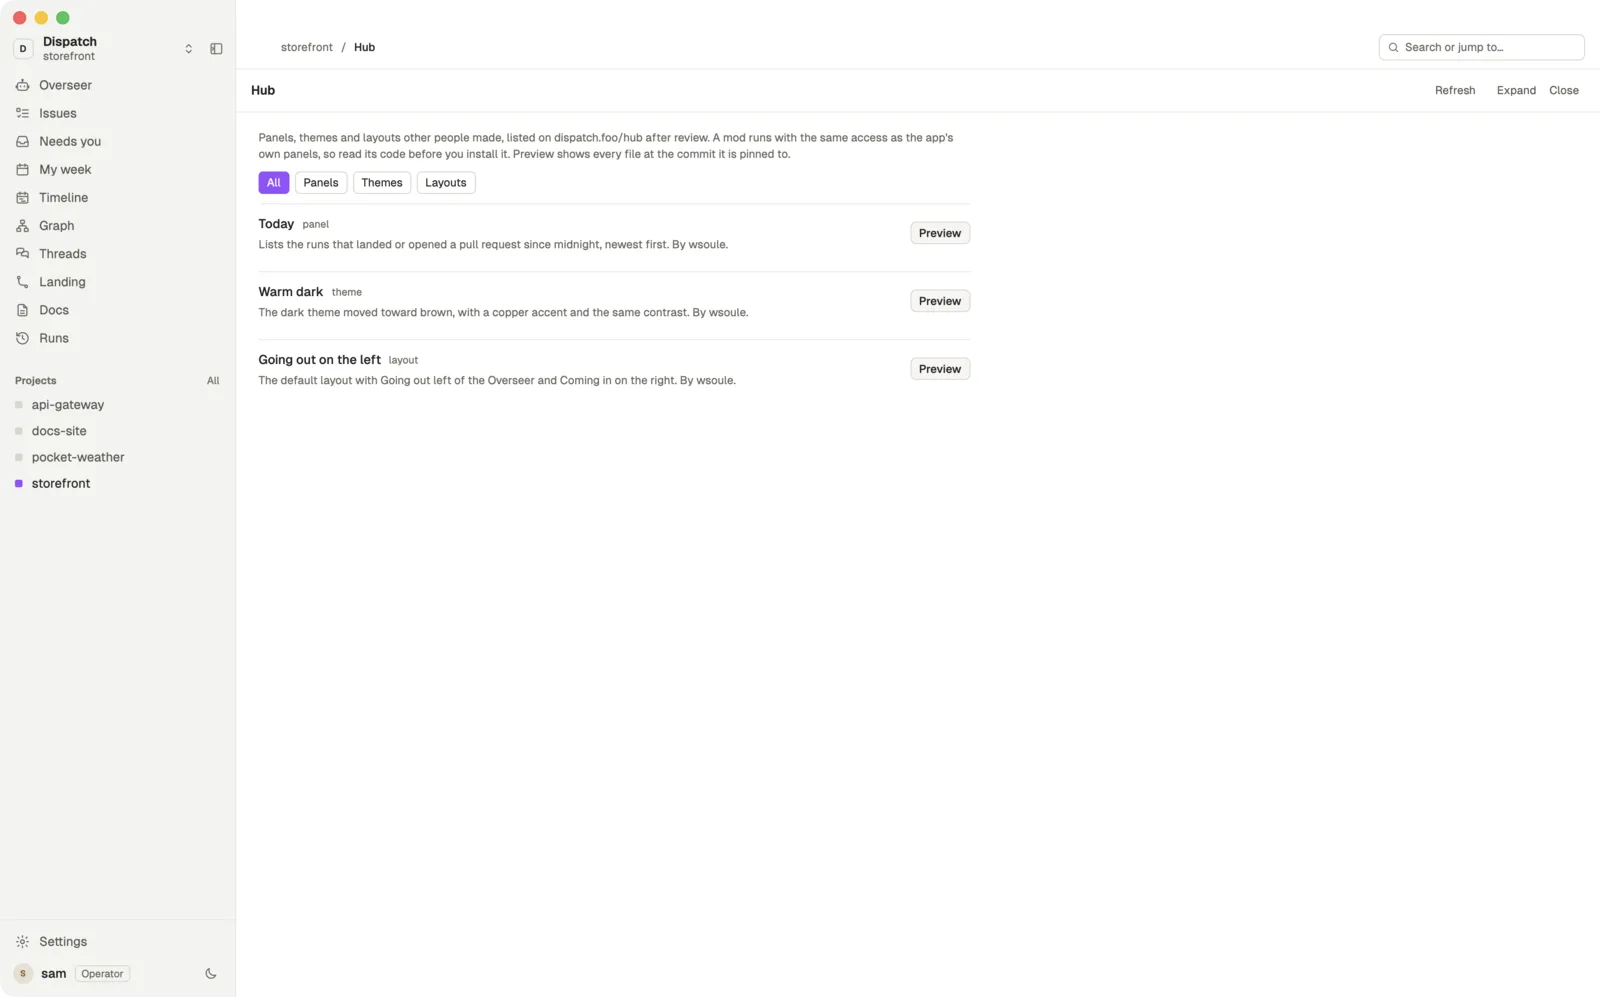 D
Dispatch
storefront
Overseer
Issues
Needs you
My week
Timeline
Graph
Threads
Landing
Docs
Runs
Projects
All
api-gateway
docs-site
pocket-weather
storefront
Settings
S
sam
Operator
storefront / Hub
Search or jump to...
Hub
Refresh
Expand
Close
Panels, themes and layouts other people made, listed on dispatch.foo/hub after review. A mod runs with the same access as the app's
own panels, so read its code before you install it. Preview shows every file at the commit it is pinned to.
All
Panels
Themes
Layouts
Today panel
Lists the runs that landed or opened a pull request since midnight, newest first. By wsoule.
Preview
Warm dark theme
The dark theme moved toward brown, with a copper accent and the same contrast. By wsoule.
Preview
Going out on the left layout
The default layout with Going out left of the Overseer and Coming in on the right. By wsoule.
Preview